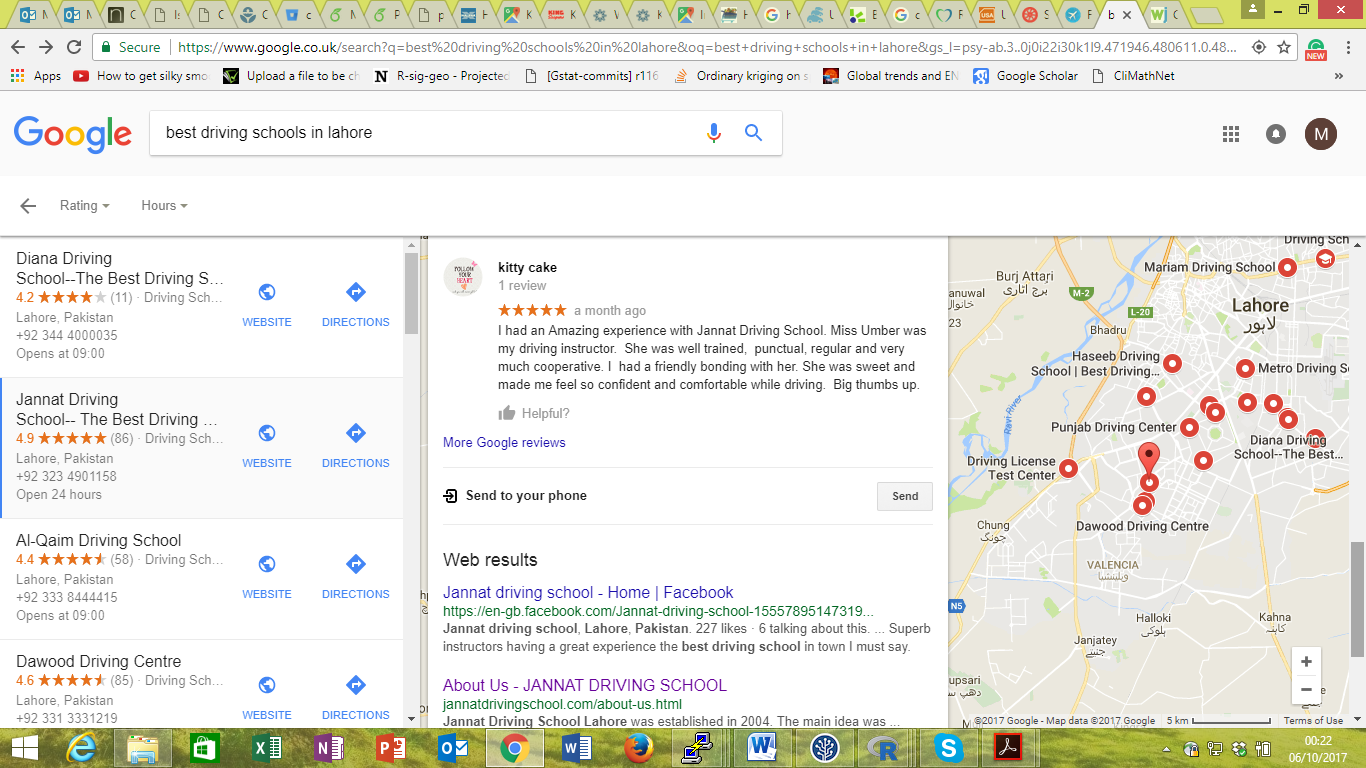 Secure
https://www.google.co.uk/search?q=best%20driving%20schools%20in%20lahore&oq=best+driving+schools+in+lahore&gs_l=psy-ab.3..0j0i22i30k1l9.471946.480611.0.48...
NEW
Apps How to get silky smo Upload a file to be ch R-sig-geo - Projected [Gstat-commits] r116 Ordinary kriging on s Global trends and EN Google Scholar CliMathNet »
Google
best driving schools in lahore
M
Rating
Hours
Diana Driving
School--The Best Driving S...
4.2 (11) · Driving Sch...
Lahore, Pakistan
+92 344 4000035
Opens at 09:00
WEBSITE
DIRECTIONS
Jannat Driving
School-- The Best Driving ...
4.9 (86) · Driving Sch...
Lahore, Pakistan
+92 323 4901158
Open 24 hours
WEBSITE
DIRECTIONS
Al-Qaim Driving School
4.4 (58) · Driving Sch...
Lahore, Pakistan
+92 333 8444415
Opens at 09:00
WEBSITE
DIRECTIONS
Dawood Driving Centre
4.6 (85) · Driving Sch...
Lahore, Pakistan
+92 331 3331219
WEBSITE
DIRECTIONS
FOLLOW
YOUR
HEART
kitty cake
1 review
a month ago
I had an Amazing experience with Jannat Driving School. Miss Umber was
my driving instructor. She was well trained, punctual, regular and very
much cooperative. I had a friendly bonding with her. She was sweet and
made me feel so confident and comfortable while driving. Big thumbs up.
Helpful?
More Google reviews
Send to your phone
Send
Web results
Jannat driving school - Home | Facebook
https://en-gb.facebook.com/Jannat-driving-school-15557895147319...
Jannat driving school, Lahore, Pakistan. 227 likes · 6 talking about this. ... Superb
instructors having a great experience the best driving school in town I must say.
About Us - JANNAT DRIVING SCHOOL
jannatdrivingschool.com/about-us.html
Jannat Driving School Lahore was established in 2004. The main idea was ...
Driving Sch
Mariam Driving School
Burj Attari
برج اٹاری
M-2
L-20
Lahore
لاہور
Bhadru
Haseeb Driving
School | Best Driving...
Metro Driving S
Ravi River
Punjab Driving Center
Diana Driving
School--The Best...
Driving License
Test Center
Dawood Driving Centre
Chung
چونگ
VALENCIA
ویلینشیا
N5
Halloki
ہلوکی
Kahna
کاہنہ
Janjatey
+
−
©2017 Google - Map data ©2017 Google 5 km Terms of Use
00:22
06/10/2017